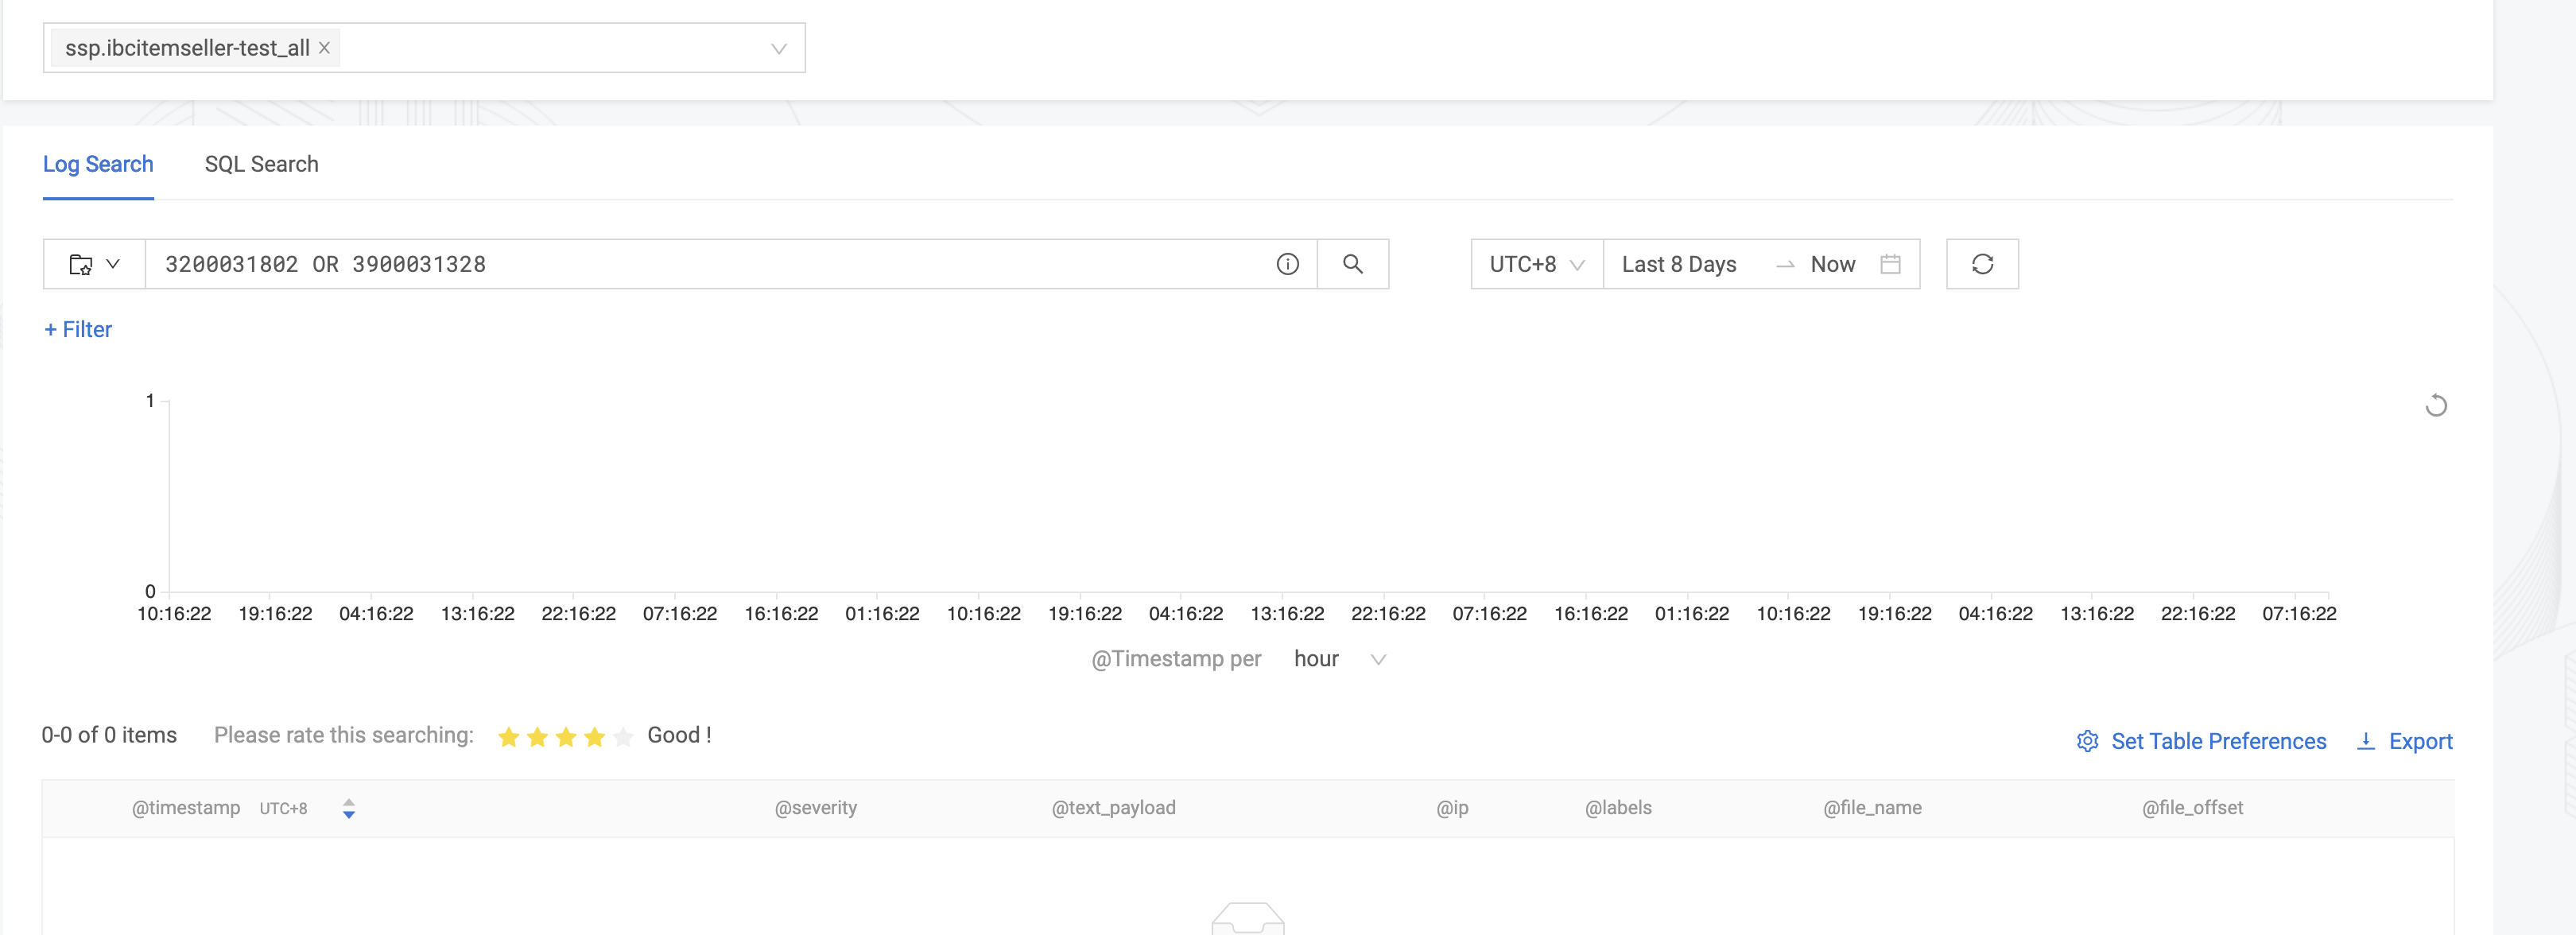 ssp.ibcitemseller-test_all
Log Search SQL Search
3200031802 OR 3900031328 UTC+8 Last 8 Days Now
+ Filter
1
0
10:16:22 19:16:22 04:16:22 13:16:22 22:16:22 07:16:22 16:16:22 01:16:22 10:16:22 19:16:22 04:16:22 13:16:22 22:16:22 07:16:22 16:16:22 01:16:22 10:16:22 19:16:22 04:16:22 13:16:22 22:16:22 07:16:22
@Timestamp per hour
0-0 of 0 items Please rate this searching: Good ! Set Table Preferences Export
@timestamp UTC+8 @severity @text_payload @ip @labels @file_name @file_offset